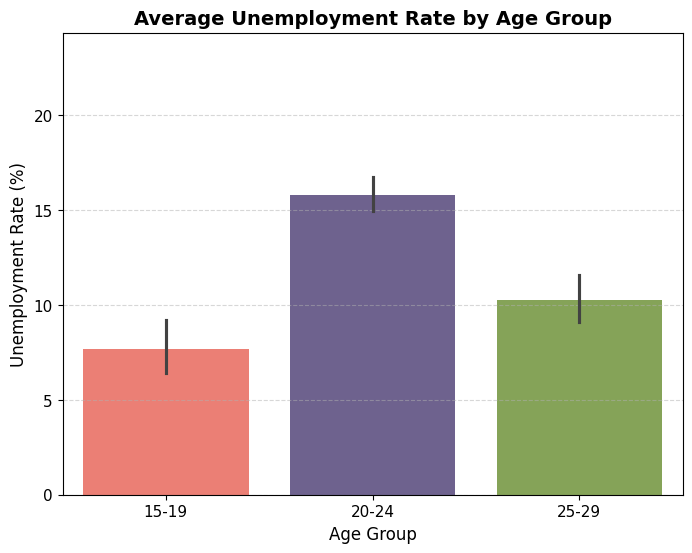 Average Unemployment Rate by Age Group
Unemployment Rate (%)
20
15
10
5
0
15-19 20-24 25-29
Age Group